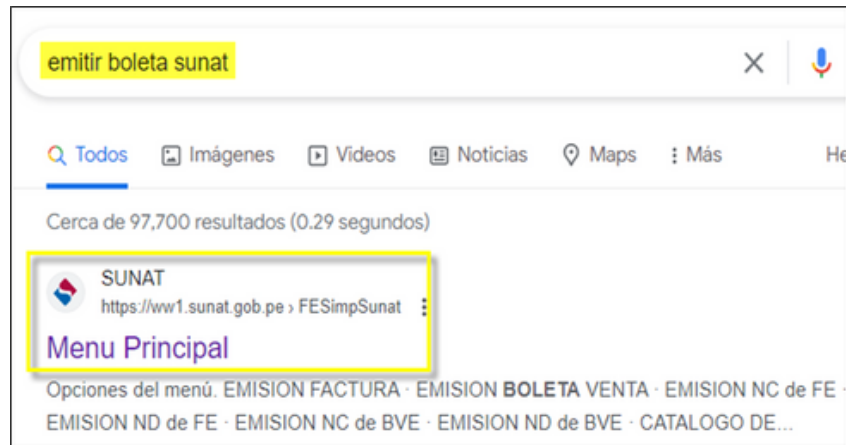 emitir boleta sunat
Todos Imágenes Videos Noticias Maps Más He
Cerca de 97,700 resultados (0.29 segundos)
SUNAT
https://ww1.sunat.gob.pe › FESimpSunat
Menu Principal
Opciones del menú. EMISION FACTURA · EMISION BOLETA VENTA · EMISION NC de FE ·
EMISION ND de FE · EMISION NC de BVE · EMISION ND de BVE · CATALOGO DE...